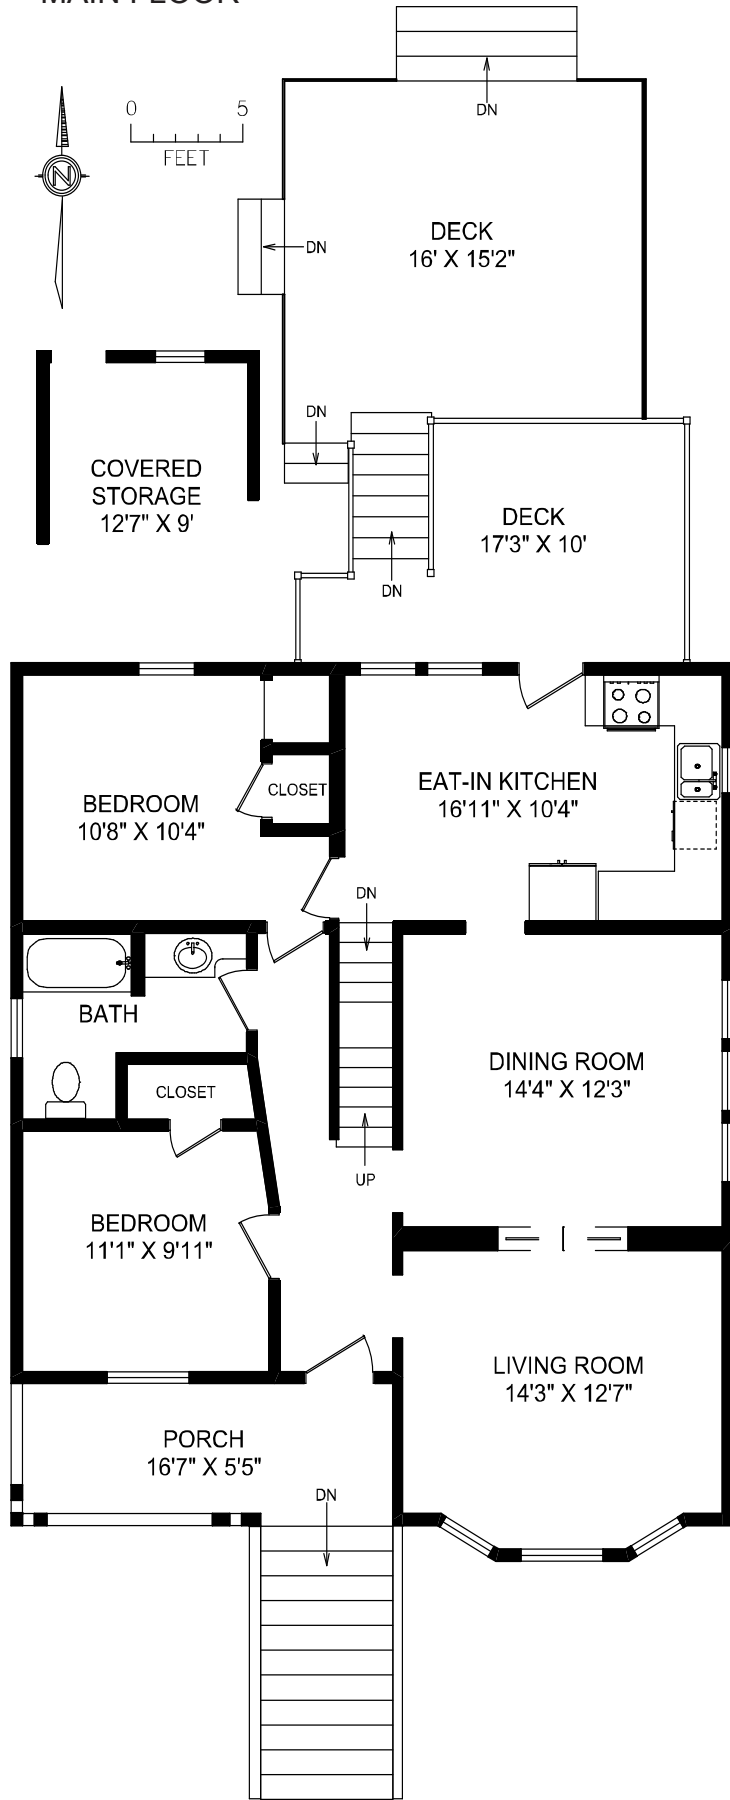 MAIN FLOOR
0 5
FEET
N
DN
DECK
16' X 15'2"
DN
DN
COVERED
STORAGE
12'7" X 9'
DECK
17'3" X 10'
DN
BEDROOM
10'8" X 10'4"
CLOSET
EAT-IN KITCHEN
16'11" X 10'4"
DN
BATH
CLOSET
DINING ROOM
14'4" X 12'3"
UP
BEDROOM
11'1" X 9'11"
LIVING ROOM
14'3" X 12'7"
PORCH
16'7" X 5'5"
DN